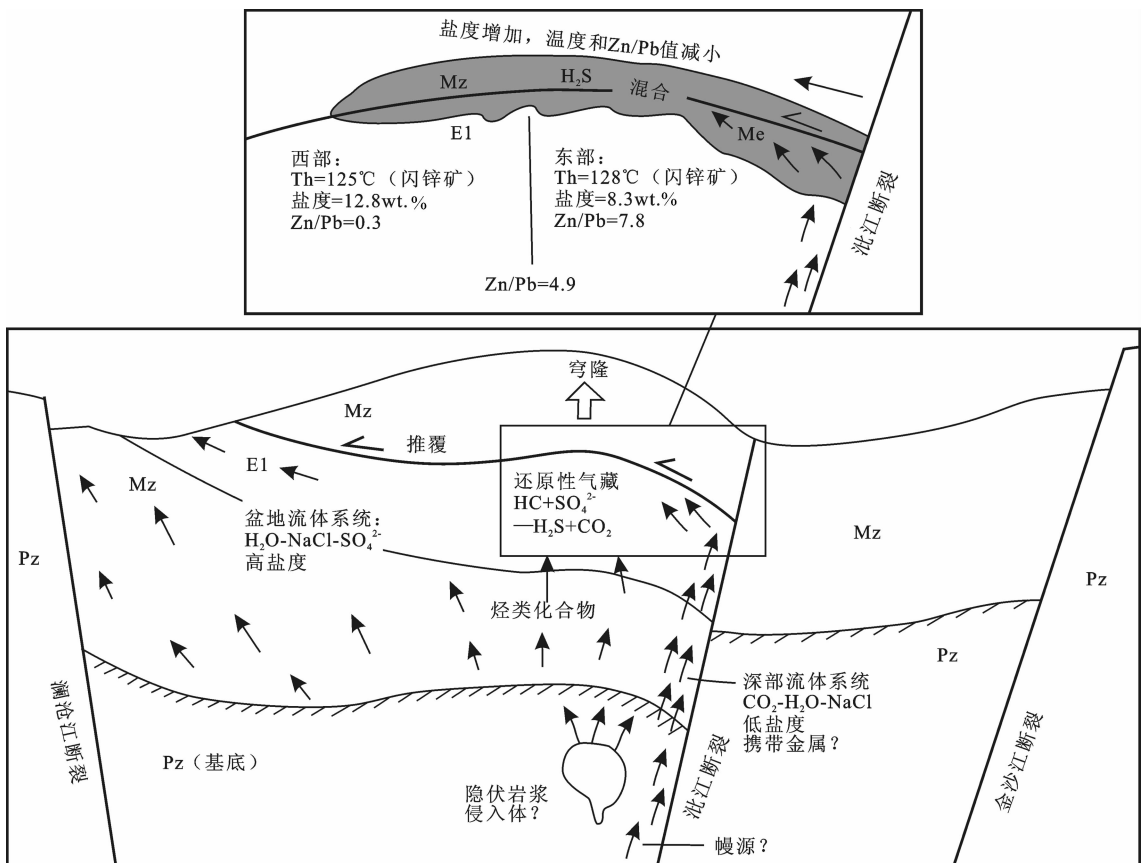 盐度增加，温度和Zn/Pb值减小
Mz
H₂S
混合
E1
Me
西部：
Th=125℃（闪锌矿）
盐度=12.8wt.%
Zn/Pb=0.3
东部：
Th=128℃（闪锌矿）
盐度=8.3wt.%
Zn/Pb=7.8
Zn/Pb=4.9
沘江断裂
穹隆
Mz
推覆
E1
Mz
还原性气藏
HC+SO₄²⁻
—H₂S+CO₂
盆地流体系统：
H₂O-NaCl-SO₄²⁻
高盐度
Mz
Pz
Pz
烃类化合物
Pz
深部流体系统
CO₂-H₂O-NaCl
低盐度
携带金属？
澜沧江断裂
Pz（基底）
隐伏岩浆
侵入体？
沘江断裂
金沙江断裂
幔源？